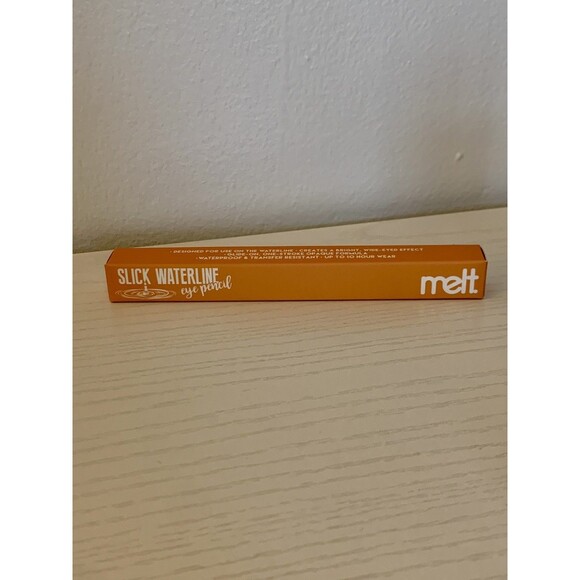 · DESIGNED FOR USE ON THE WATERLINE · CREATES A BRIGHT, WIDE-EYED EFFECT
· GLIDE-ON, ONE-STROKE OPAQUE FORMULA
· WATERPROOF & TRANSFER RESISTANT · UP TO 10 HOUR WEAR
SLICK WATERLINE
eye pencil
melt